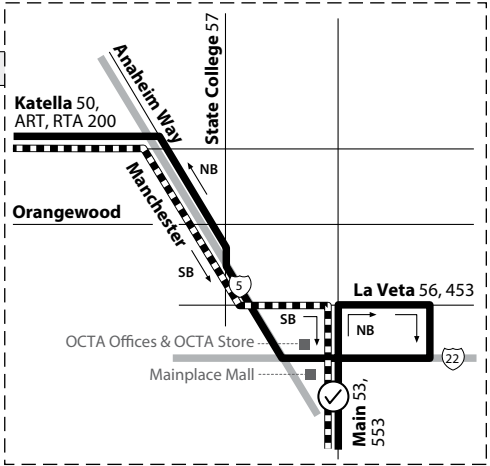 Anaheim Way
State College 57
Katella 50,
ART, RTA 200
NB
Manchester
Orangewood
SB
5
La Veta 56, 453
SB
NB
OCTA Offices & OCTA Store
22
Mainplace Mall
Main 53,
553